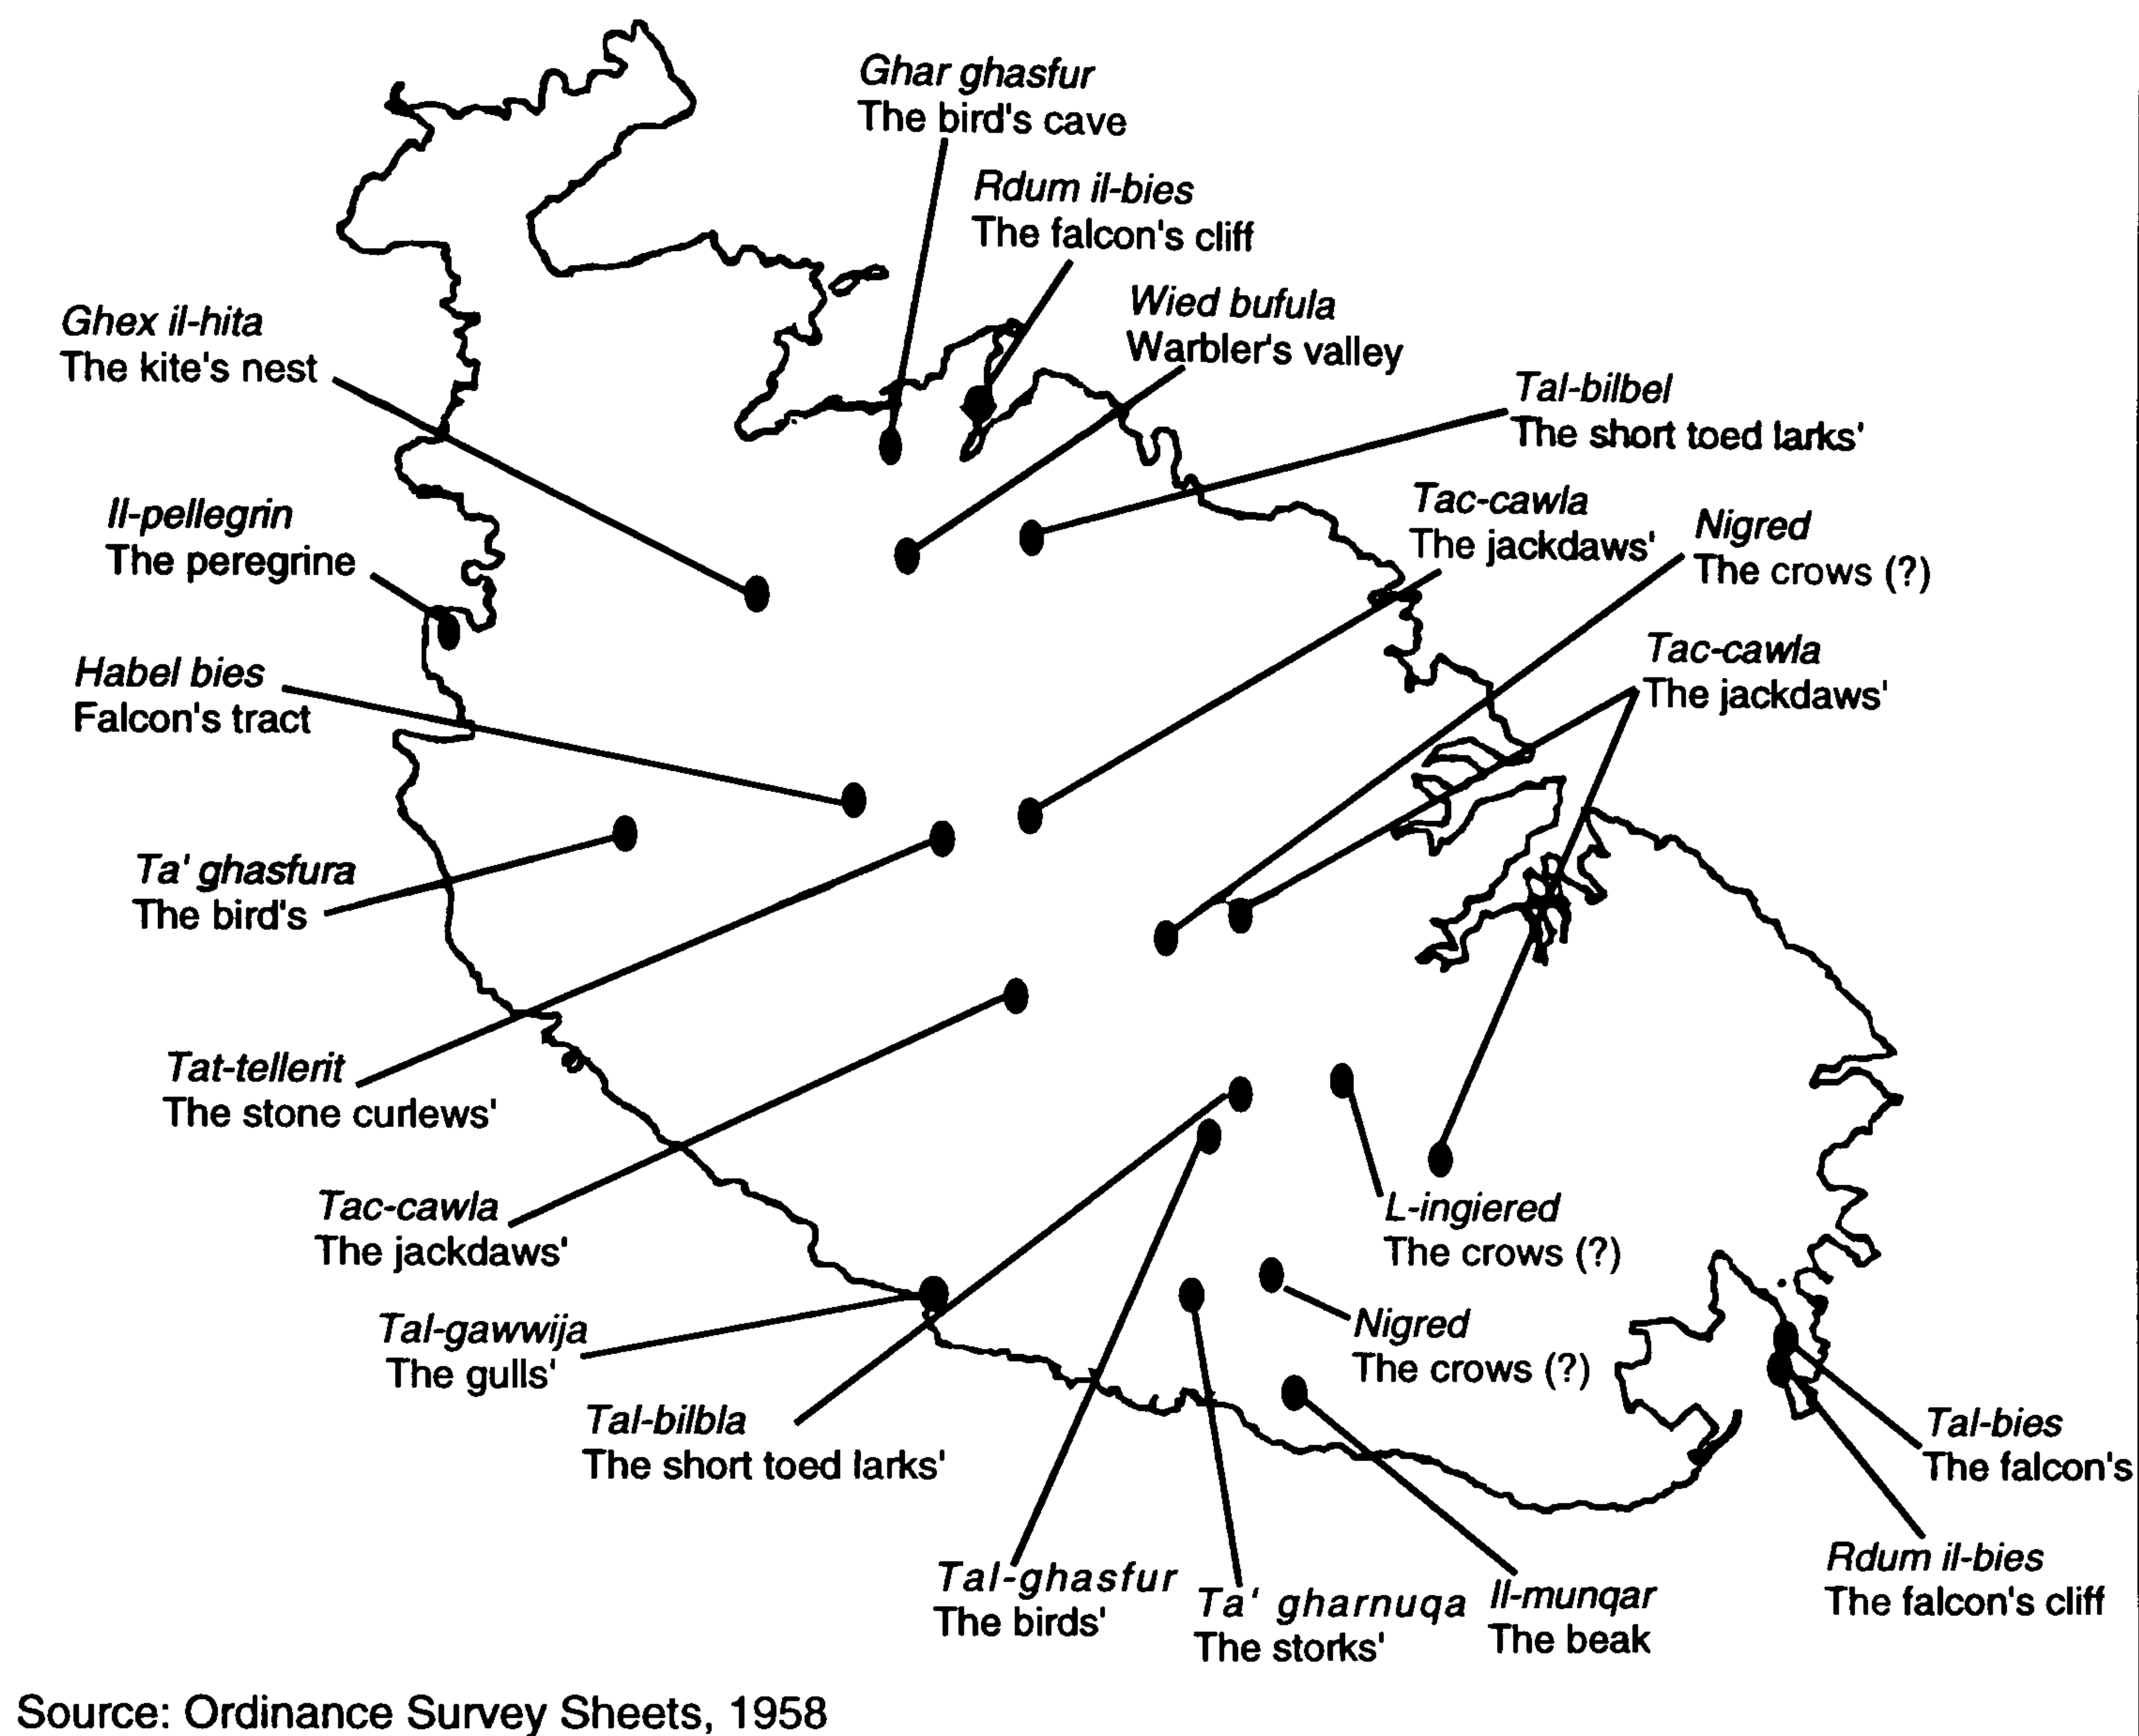 Ghar ghasfur
The bird's cave
Rdum il-bies
The falcon's cliff
Wied bufula
Warbler's valley
Ghex il-hita
The kite's nest
Tal-bilbel
The short toed larks'
Tac-cawla
The jackdaws'
Nigred
The crows (?)
Il-pellegrin
The peregrine
Tac-cawla
The jackdaws'
Habel bies
Falcon's tract
Ta' ghasfura
The bird's
Tat-tellerit
The stone curlews'
Tac-cawla
The jackdaws'
L-ingiered
The crows (?)
Tal-gawwija
The gulls'
Nigred
The crows (?)
Tal-bilbla
The short toed larks'
Tal-bies
The falcon's
Tal-ghasfur
The birds'
Ta' gharnuqa
The storks'
Il-munqar
The beak
Rdum il-bies
The falcon's cliff
Source: Ordinance Survey Sheets, 1958